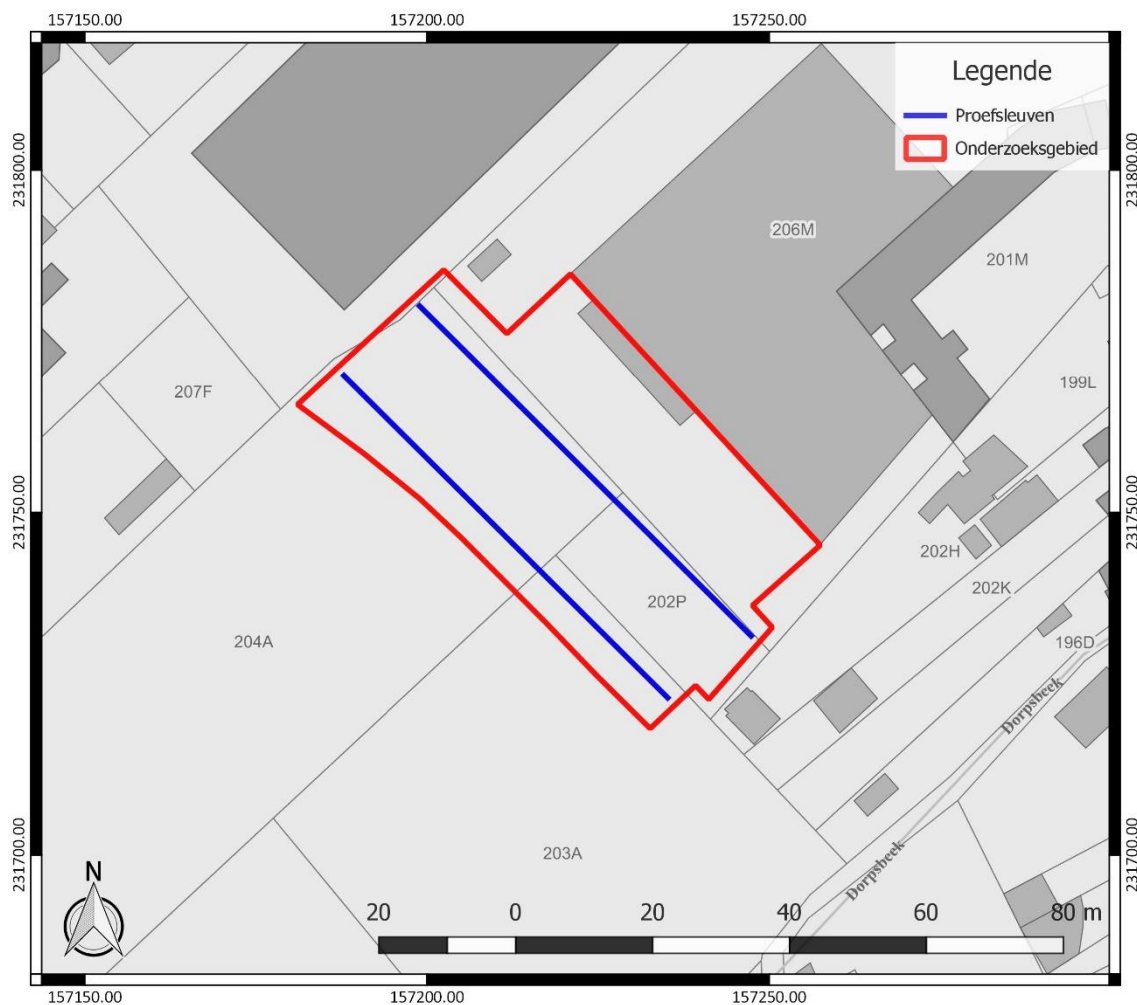 157150.00
157200.00
157250.00
Legende
Proefsleuven
Onderzoeksgebied
231800.00
231800.00
206M
201M
207F
199L
231750.00
231750.00
202H
202K
202P
204A
196D
Dorpsbeek
203A
Dorpsbeek
231700.00
231700.00
N
20
0
20
40
60
80 m
157150.00
157200.00
157250.00